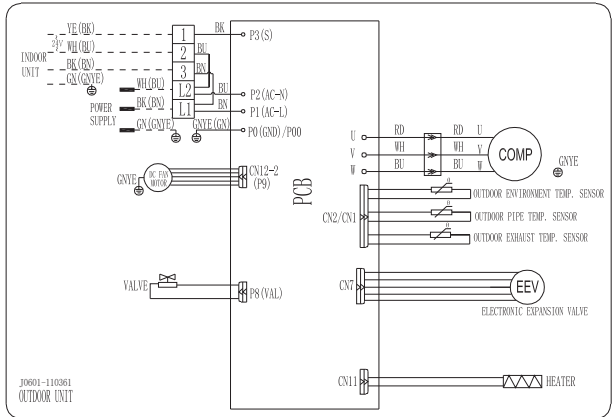 YE(BK)
WH(BU)
BK(BN)
GN(GNYE)
INDOOR
UNIT
1
2
3
L2
L1
BK
BU
BN
BU
BN
P3(S)
P2(AC-N)
P1(AC-L)
P0(GND)/P00
WH(BU)
BK(BN)
GN(GNYE)
GNYE(GN)
POWER
SUPPLY
GNYE
DC FAN
MOTOR
CN12-2
(P9)
PCB
VALVE
P8(VAL)
U
RD
RD
U
V
WH
WH
V
W
BU
BU
W
COMP
GNYE
CN2/CN1
OUTDOOR ENVIRONMENT TEMP. SENSOR
OUTDOOR PIPE TEMP. SENSOR
OUTDOOR EXHAUST TEMP. SENSOR
CN7
EEV
ELECTRONIC EXPANSION VALVE
CN11
HEATER
J0601-110361
OUTDOOR UNIT